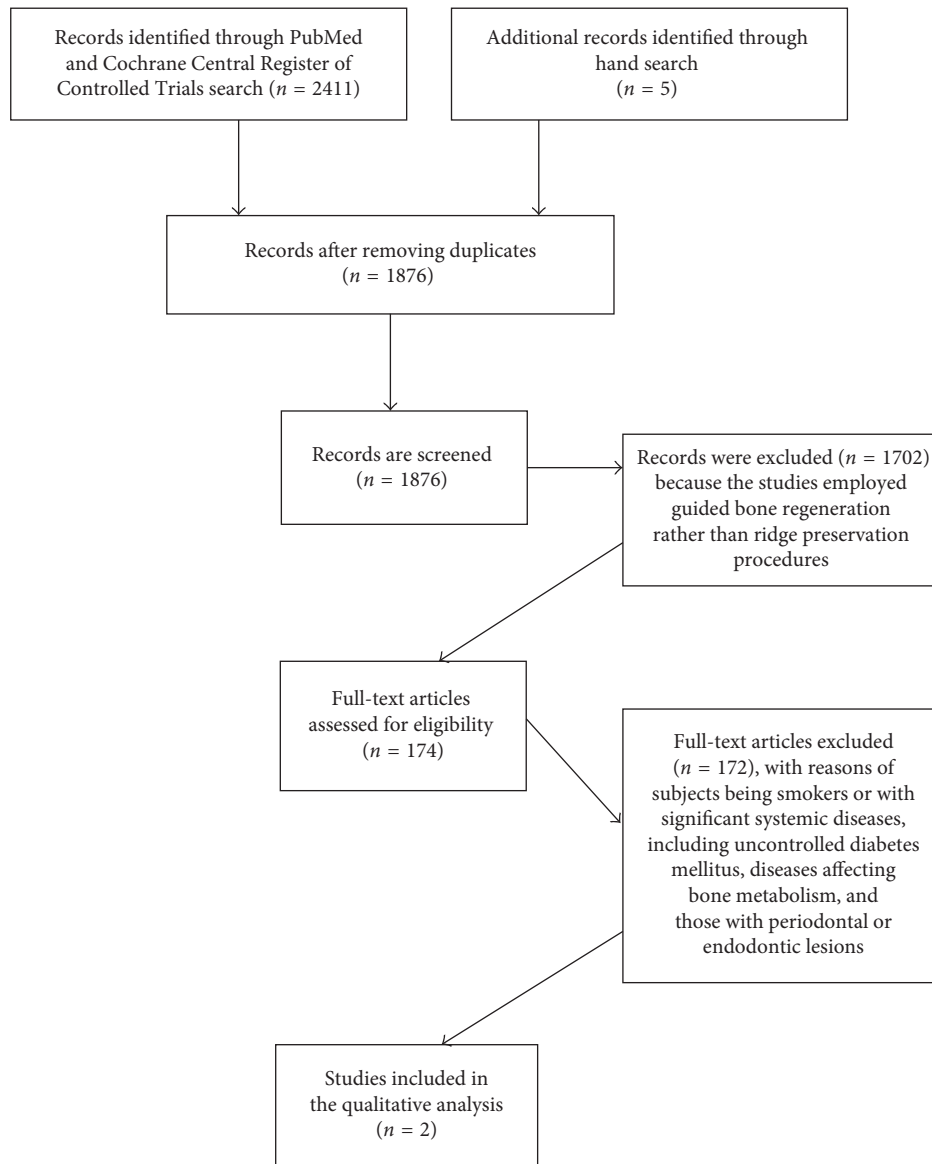 Records identified through PubMed
and Cochrane Central Register of
Controlled Trials search (n = 2411)
Additional records identified through
hand search
(n = 5)
Records after removing duplicates
(n = 1876)
Records are screened
(n = 1876)
Records were excluded (n = 1702)
because the studies employed
guided bone regeneration
rather than ridge preservation
procedures
Full-text articles
assessed for eligibility
(n = 174)
Full-text articles excluded
(n = 172), with reasons of
subjects being smokers or with
significant systemic diseases,
including uncontrolled diabetes
mellitus, diseases affecting
bone metabolism, and
those with periodontal or
endodontic lesions
Studies included in
the qualitative analysis
(n = 2)